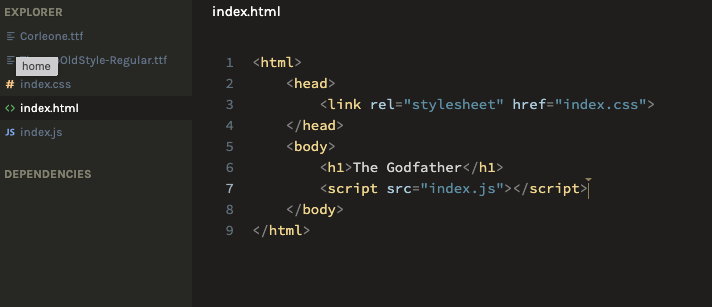 EXPLORER
Corleone.ttf
OldStyle-Regular.ttf
home
index.css
index.html
JS index.js
DEPENDENCIES
index.html
1 <html>
2 <head>
3 <link rel="stylesheet" href="index.css">
4 </head>
5 <body>
6 <h1>The Godfather</h1>
7 <script src="index.js"></script>
8 </body>
9 </html>